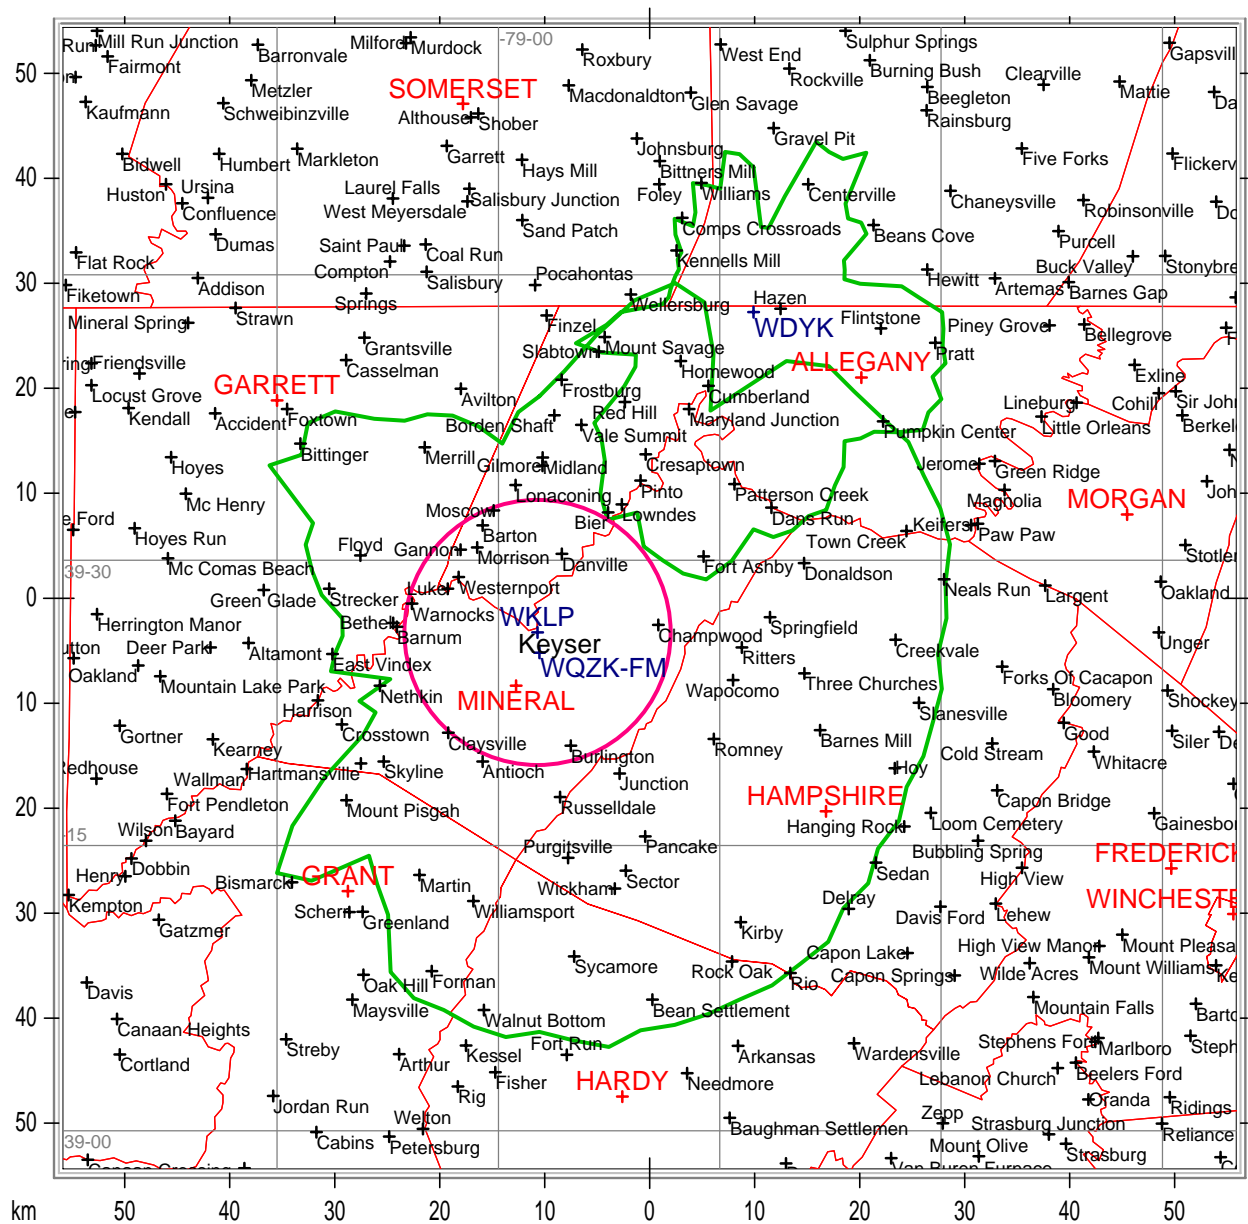 Mill Run Junction
Run
Fairmont
Barronvale
Milford
Murdock
-79-00
Roxbury
West End
Sulphur Springs
Gapsvill
Burning Bush
Rockville
Metzler
SOMERSET
Macdonaldton
Glen Savage
Beegleton
Clearville
Mattie
Da
Kaufmann
Schweibinzville
Althouse
Shober
Rainsburg
Gravel Pit
Bidwell
Humbert
Markleton
Garrett
Hays Mill
Johnsburg
Bittners Mill
Five Forks
Flickerv
Huston
Ursina
Confluence
Laurel Falls
West Meyersdale
Salisbury Junction
Foley
Williams
Centerville
Chaneysville
Robinsonville
Do
Dumas
Saint Paul
Coal Run
Sand Patch
Comps Crossroads
Beans Cove
Purcell
Flat Rock
Compton
Salisbury
Pocahontas
Kennells Mill
Hewitt
Buck Valley
Stonybre
Fiketown
Addison
Springs
Wellersburg
Hazen
Artemas
Barnes Gap
Mineral Spring
Strawn
Finzel
WDYK
Flintstone
Piney Grove
Bellegrove
Friendsville
Grantsville
Casselman
Slabtown
Mount Savage
Homewood
ALLEGANY
Pratt
Exline
Locust Grove
GARRETT
Avilton
Frostburg
Cumberland
Cohill
Sir John
Kendall
Accident
Foxtown
Borden Shaft
Red Hill
Vale Summit
Maryland Junction
Pumpkin Center
Lineburg
Little Orleans
Berkel
Hoyes
Bittinger
Merrill
Gilmore
Midland
Cresaptown
Jerome
Green Ridge
Mc Henry
Moscow
Lonaconing
Pinto
Patterson Creek
Magnolia
MORGAN
Joh
e Ford
Hoyes Run
Barton
Bier
Lowndes
Dans Run
Keifers
Paw Paw
39-30
Mc Comas Beach
Floyd
Gannon
Morrison
Danville
Fort Ashby
Donaldson
Town Creek
Stotler
Green Glade
Strecker
Luke
Westernport
Neals Run
Largent
Oakland
Herrington Manor
Bethel
Warnocks
WKLP
Champwood
Springfield
Unger
utton
Deer Park
Altamont
Barnum
Keyser
Ritters
Creekvale
Oakland
Mountain Lake Park
East Vindex
WQZK-FM
Wapocomo
Three Churches
Forks Of Cacapon
Bloomery
Shockey
Harrison
Nethkin
MINERAL
Slanesville
Gortner
Kearney
Crosstown
Claysville
Burlington
Romney
Barnes Mill
Cold Stream
Good
Siler
De
Redhouse
Wallman
Hartmansville
Skyline
Antioch
Junction
Hoy
Whitacre
Fort Pendleton
Mount Pisgah
Russelldale
HAMPSHIRE
Capon Bridge
-15
Wilson
Bayard
Pancake
Hanging Rock
Loom Cemetery
Gainesbor
Dobbin
Purgitsville
Bubbling Spring
FREDERICK
Henry
Bismarck
GRANT
Martin
Wickham
Sector
Sedan
High View
Kempton
Scherr
Greenland
Williamsport
Delray
Davis Ford
Lehew
WINCHESTE
Gatzmer
Kirby
High View Manor
Mount Pleasa
Sycamore
Rock Oak
Capon Lake
Wilde Acres
Mount Williams
Davis
Oak Hill
Forman
Rio
Capon Springs
Maysville
Walnut Bottom
Bean Settlement
Mountain Falls
Barto
Canaan Heights
Streby
Arthur
Kessel
Fort Run
Arkansas
Wardensville
Stephens Fort
Marlboro
Steph
Cortland
Fisher
HARDY
Needmore
Lebanon Church
Beelers Ford
Jordan Run
Rig
Oranda
Ridings
Cabins
Welton
Petersburg
Baughman Settlemen
Zepp
Strasburg Junction
Reliance
39-00
Mount Olive
Strasburg
Canaan Crossing
Van Buren Furnace
50
40
30
20
10
0
10
20
30
40
50
km 50 40 30 20 10 0 10 20 30 40 50